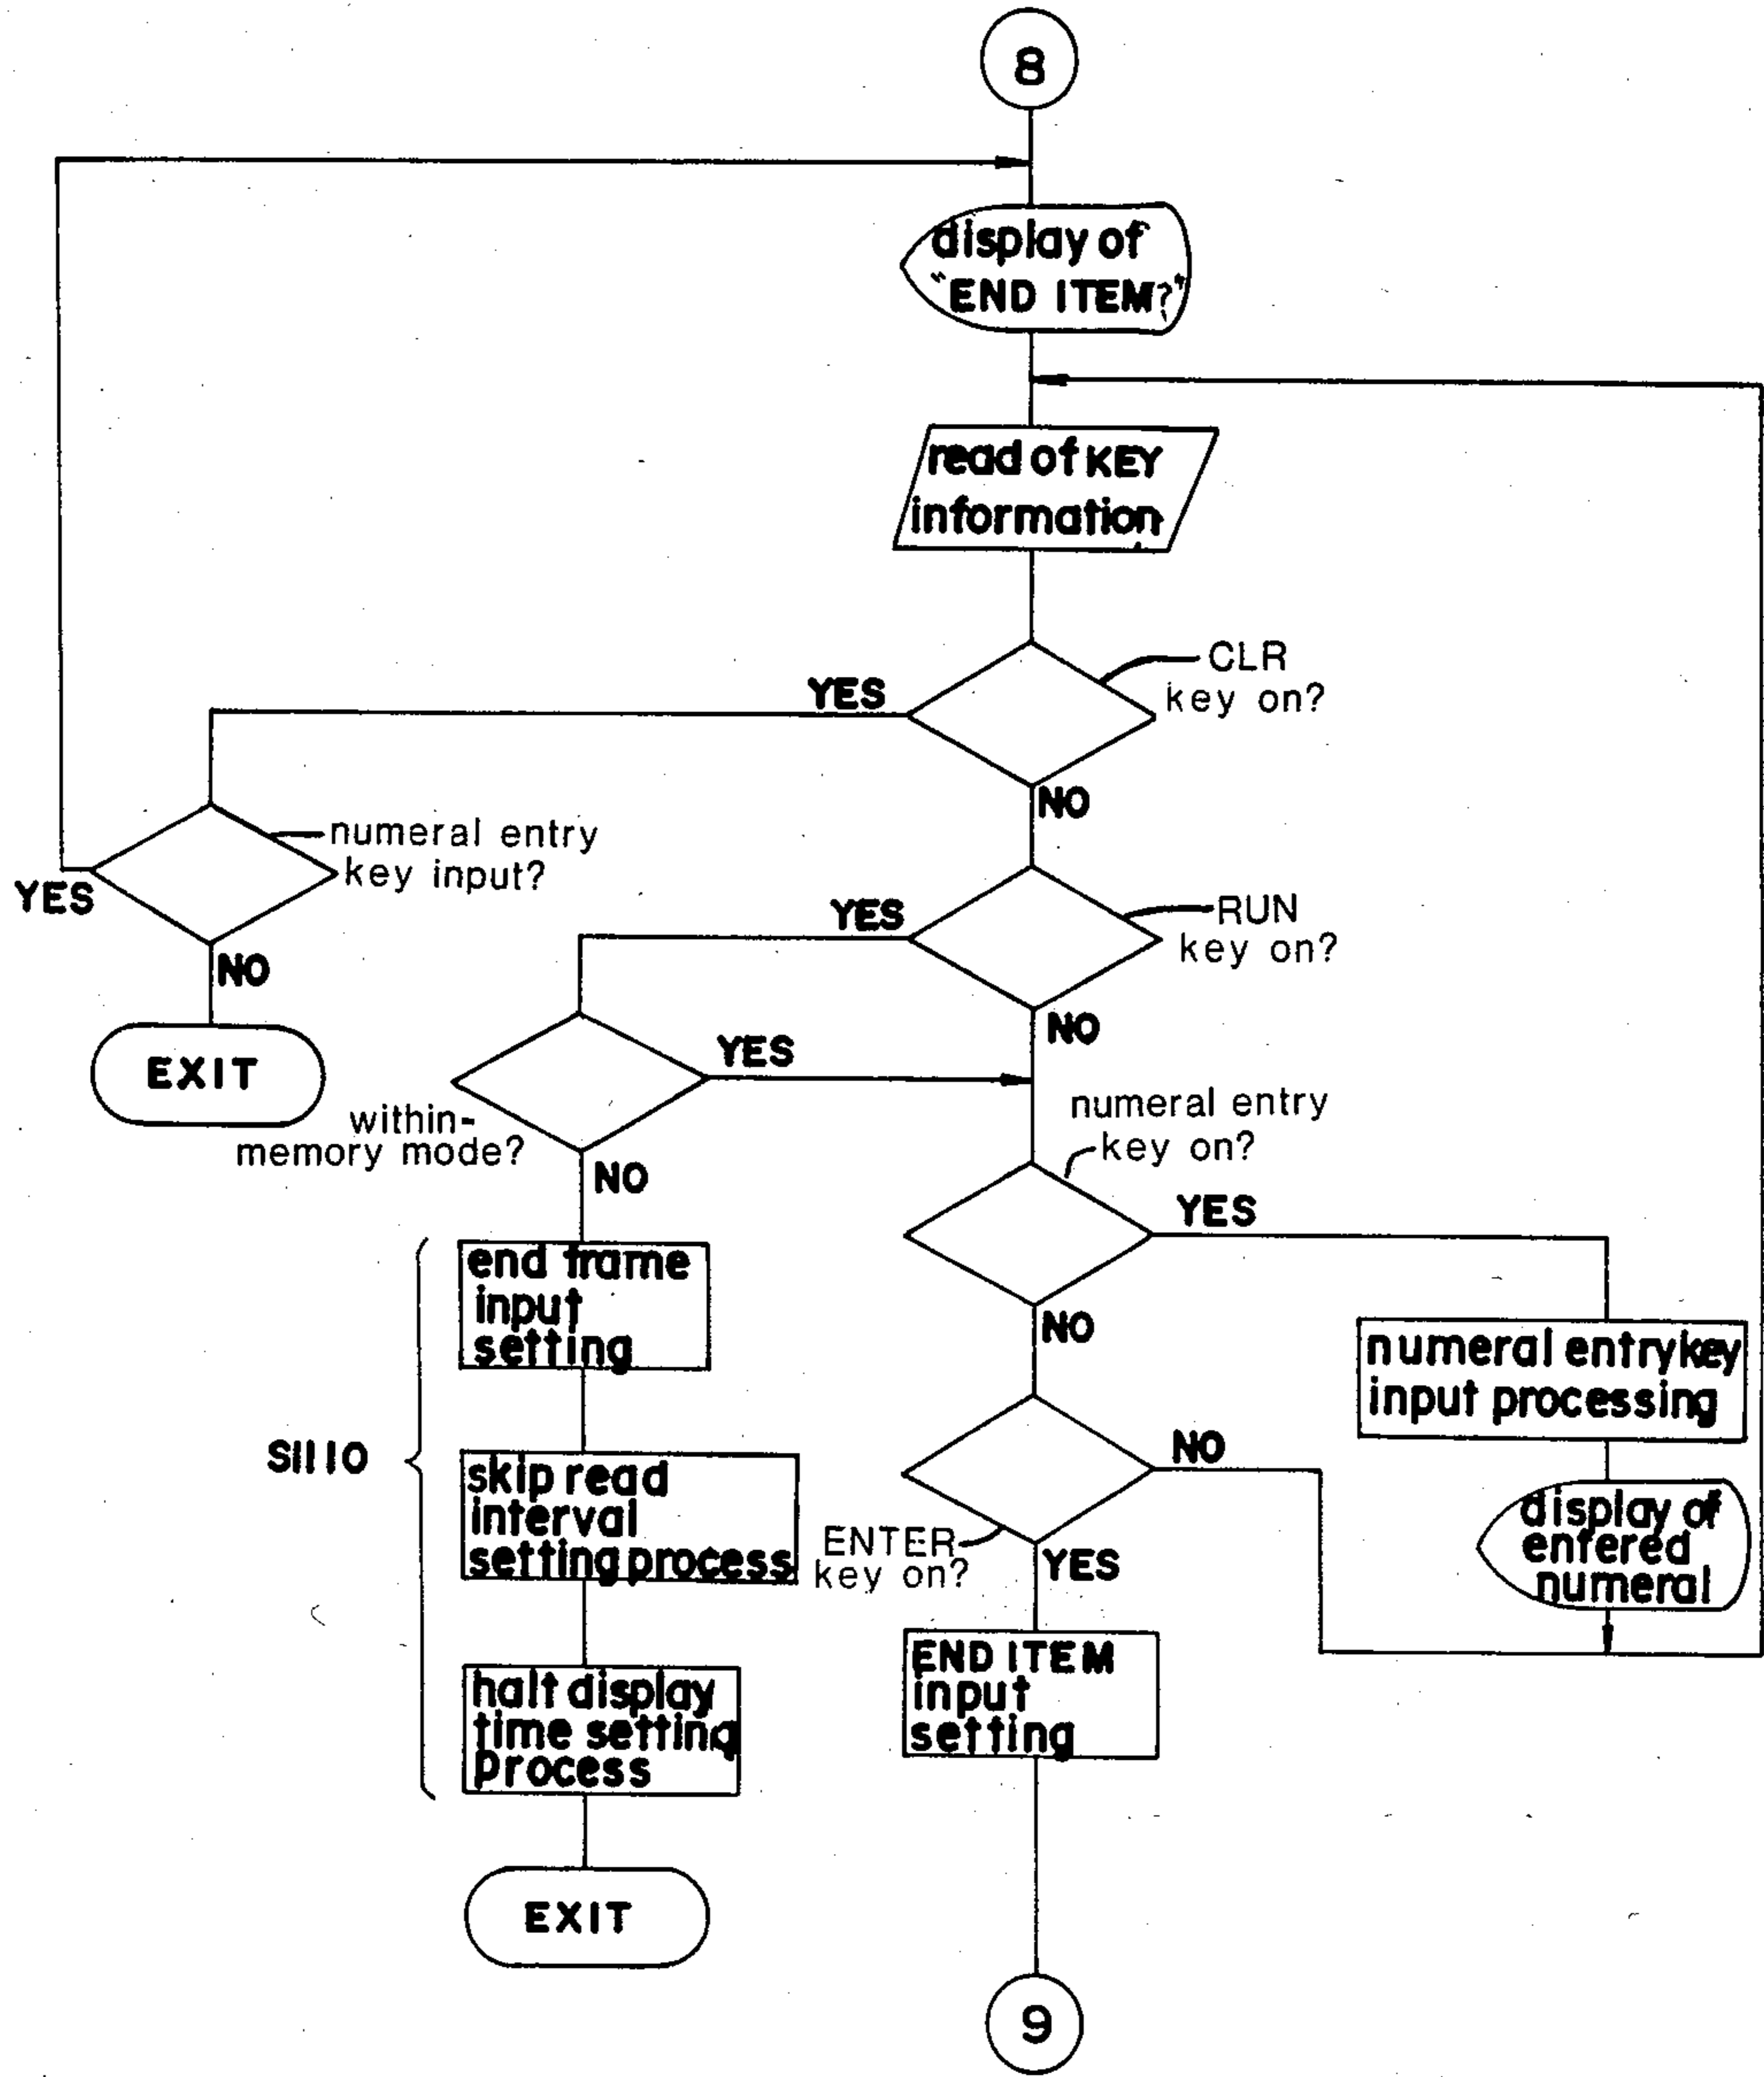 8
display of
"END ITEM?"
read of KEY
information
CLR
key on?
YES
NO
numeral entry
key input?
YES
NO
EXIT
RUN
key on?
YES
NO
within-
memory mode?
YES
NO
numeral entry
key on?
YES
NO
numeral entry key
input processing
display of
entered
numeral
ENTER
key on?
NO
YES
S1110
end frame
input
setting
skip read
interval
setting process
halt display
time setting
process
EXIT
END ITEM
input
setting
9